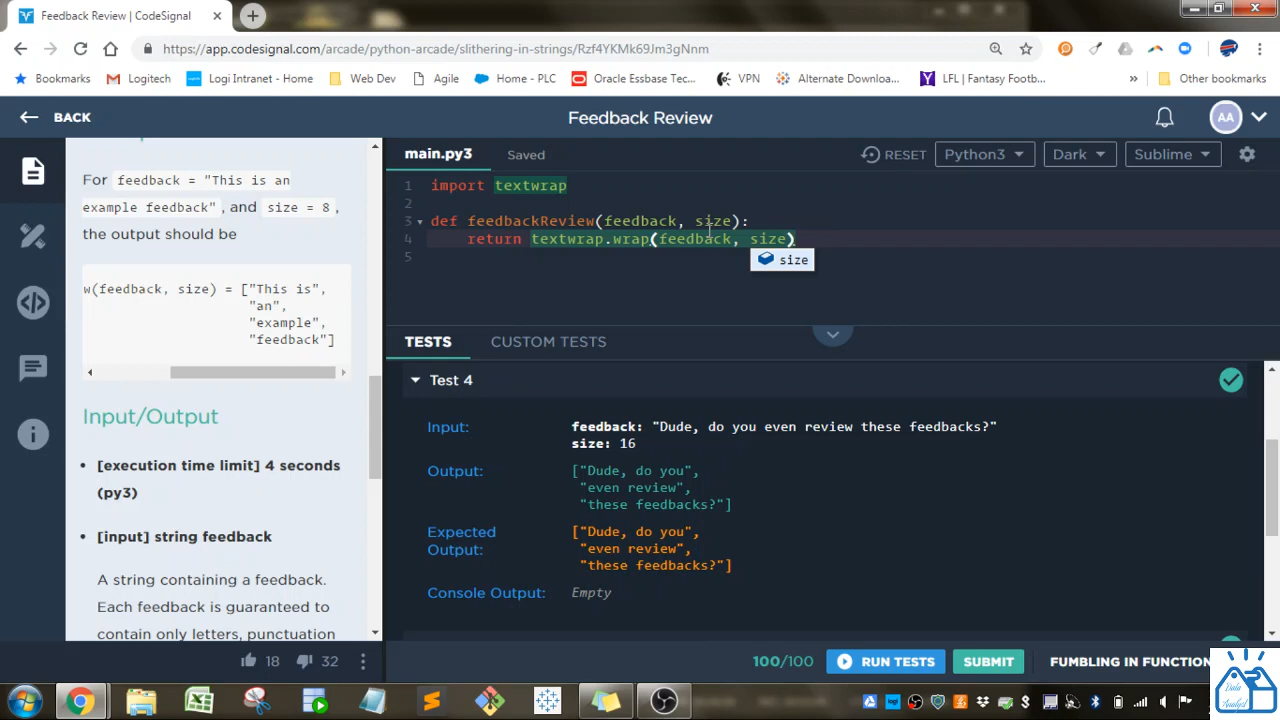 Feedback Review | CodeSignal
https://app.codesignal.com/arcade/python-arcade/slithering-in-strings/Rzf4YKMk69Jm3gNnm
Bookmarks Logitech Logi Intranet - Home Web Dev Agile Home - PLC Oracle Essbase Tec... VPN Alternate Downloa... LFL | Fantasy Footb... » Other bookmarks
BACK
Feedback Review
AA
main.py3
Saved
RESET
Python3
Dark
Sublime
For feedback = "This is an
example feedback", and size = 8,
the output should be
w(feedback, size) = ["This is",
"an",
"example",
"feedback"]
Input/Output
• [execution time limit] 4 seconds
(py3)
• [input] string feedback
A string containing a feedback.
Each feedback is guaranteed to
contain only letters, punctuation
18 32
1 import textwrap
2
3 def feedbackReview(feedback, size):
4 return textwrap.wrap(feedback, size)
5
size
TESTS
CUSTOM TESTS
Test 4
Input:
feedback: "Dude, do you even review these feedbacks?"
size: 16
Output:
["Dude, do you",
"even review",
"these feedbacks?"]
Expected
Output:
["Dude, do you",
"even review",
"these feedbacks?"]
Console Output:
Empty
100/100
RUN TESTS
SUBMIT
FUMBLING IN FUNCTION
Data
Analyst